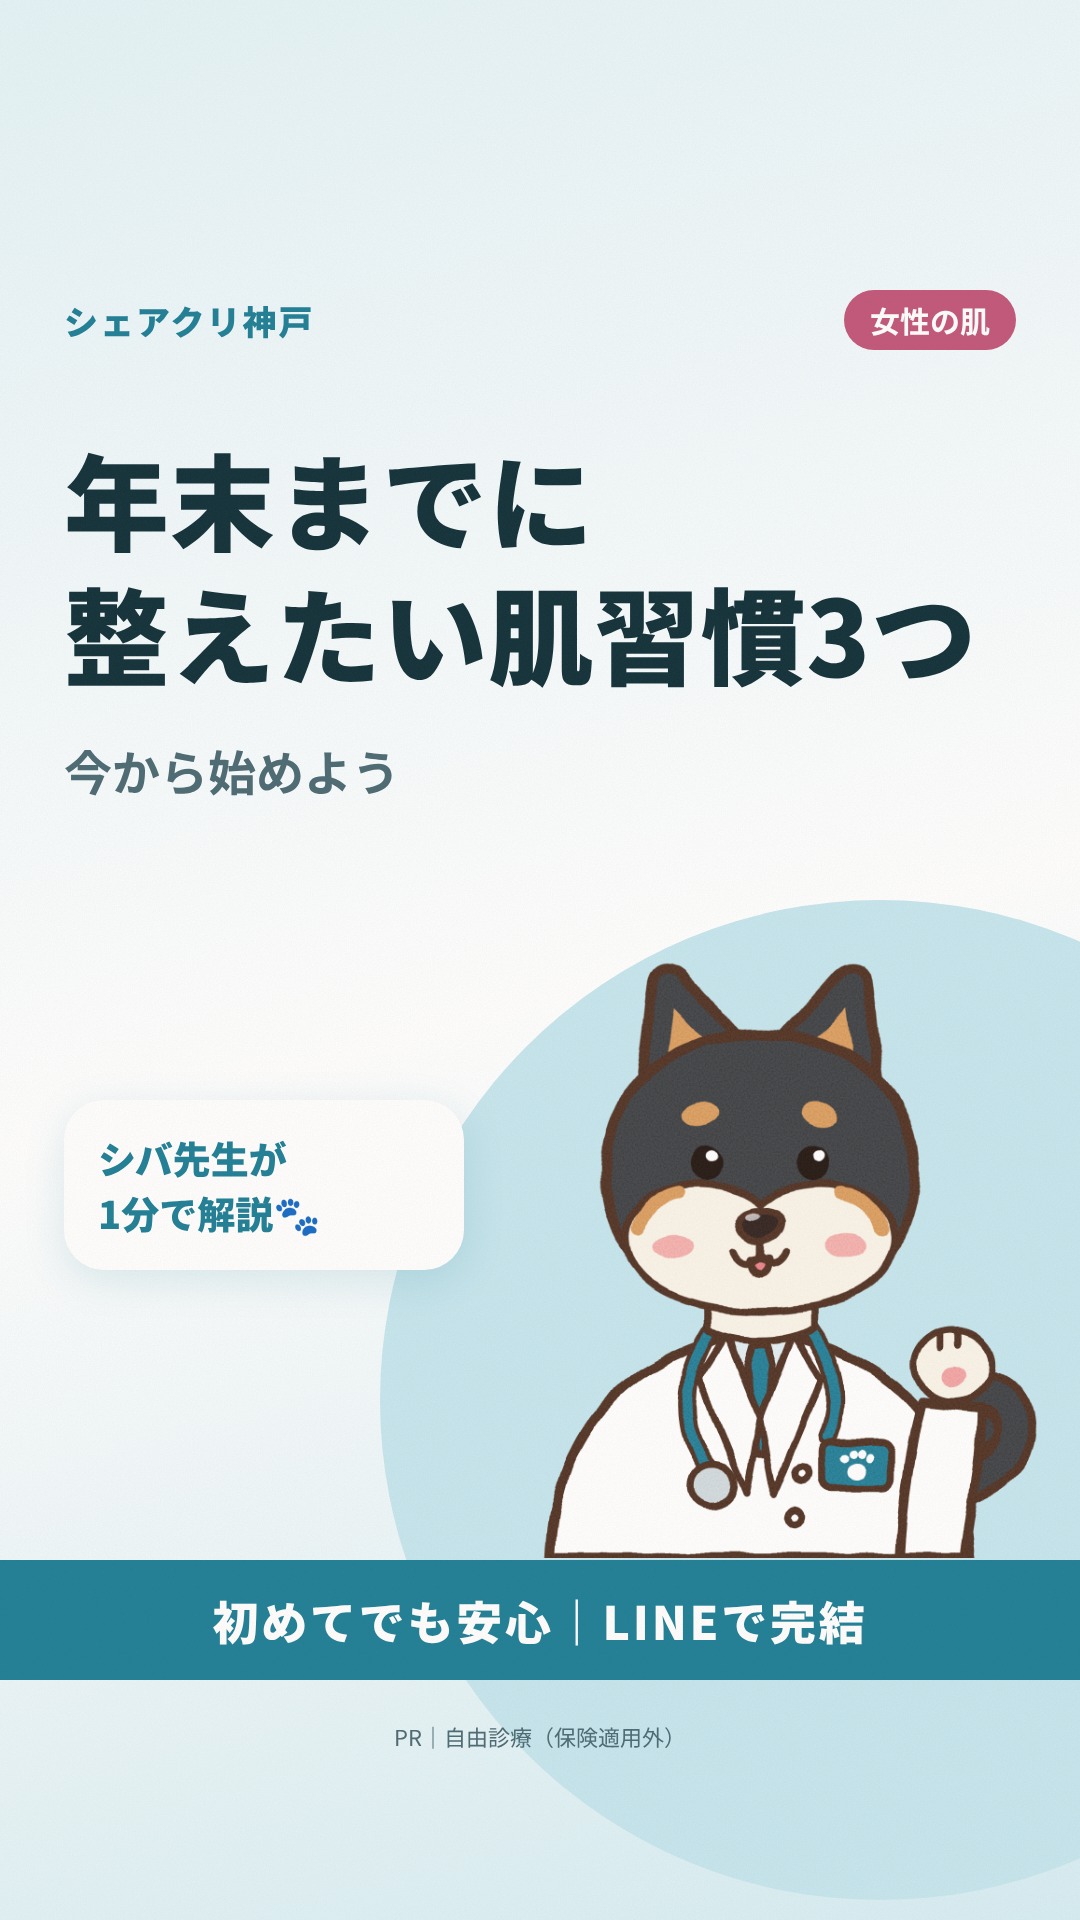 シェアクリ神戸
女性の肌
年末までに
整えたい肌習慣3つ
今から始めよう
シバ先生が
1分で解説🐾
初めてでも安心｜LINEで完結
PR｜自由診療（保険適用外）